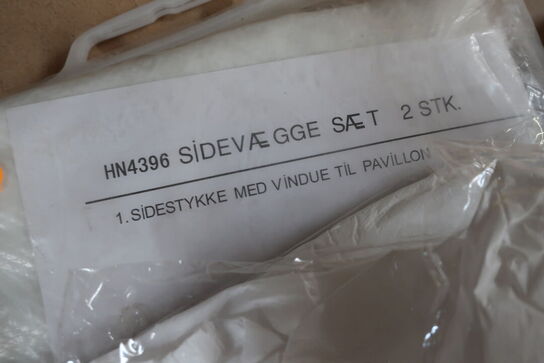 HN4396 SIDEVÆGGE SÆT 2 STK.
1. SIDESTYKKE MED VINDUE TIL PAVILLON